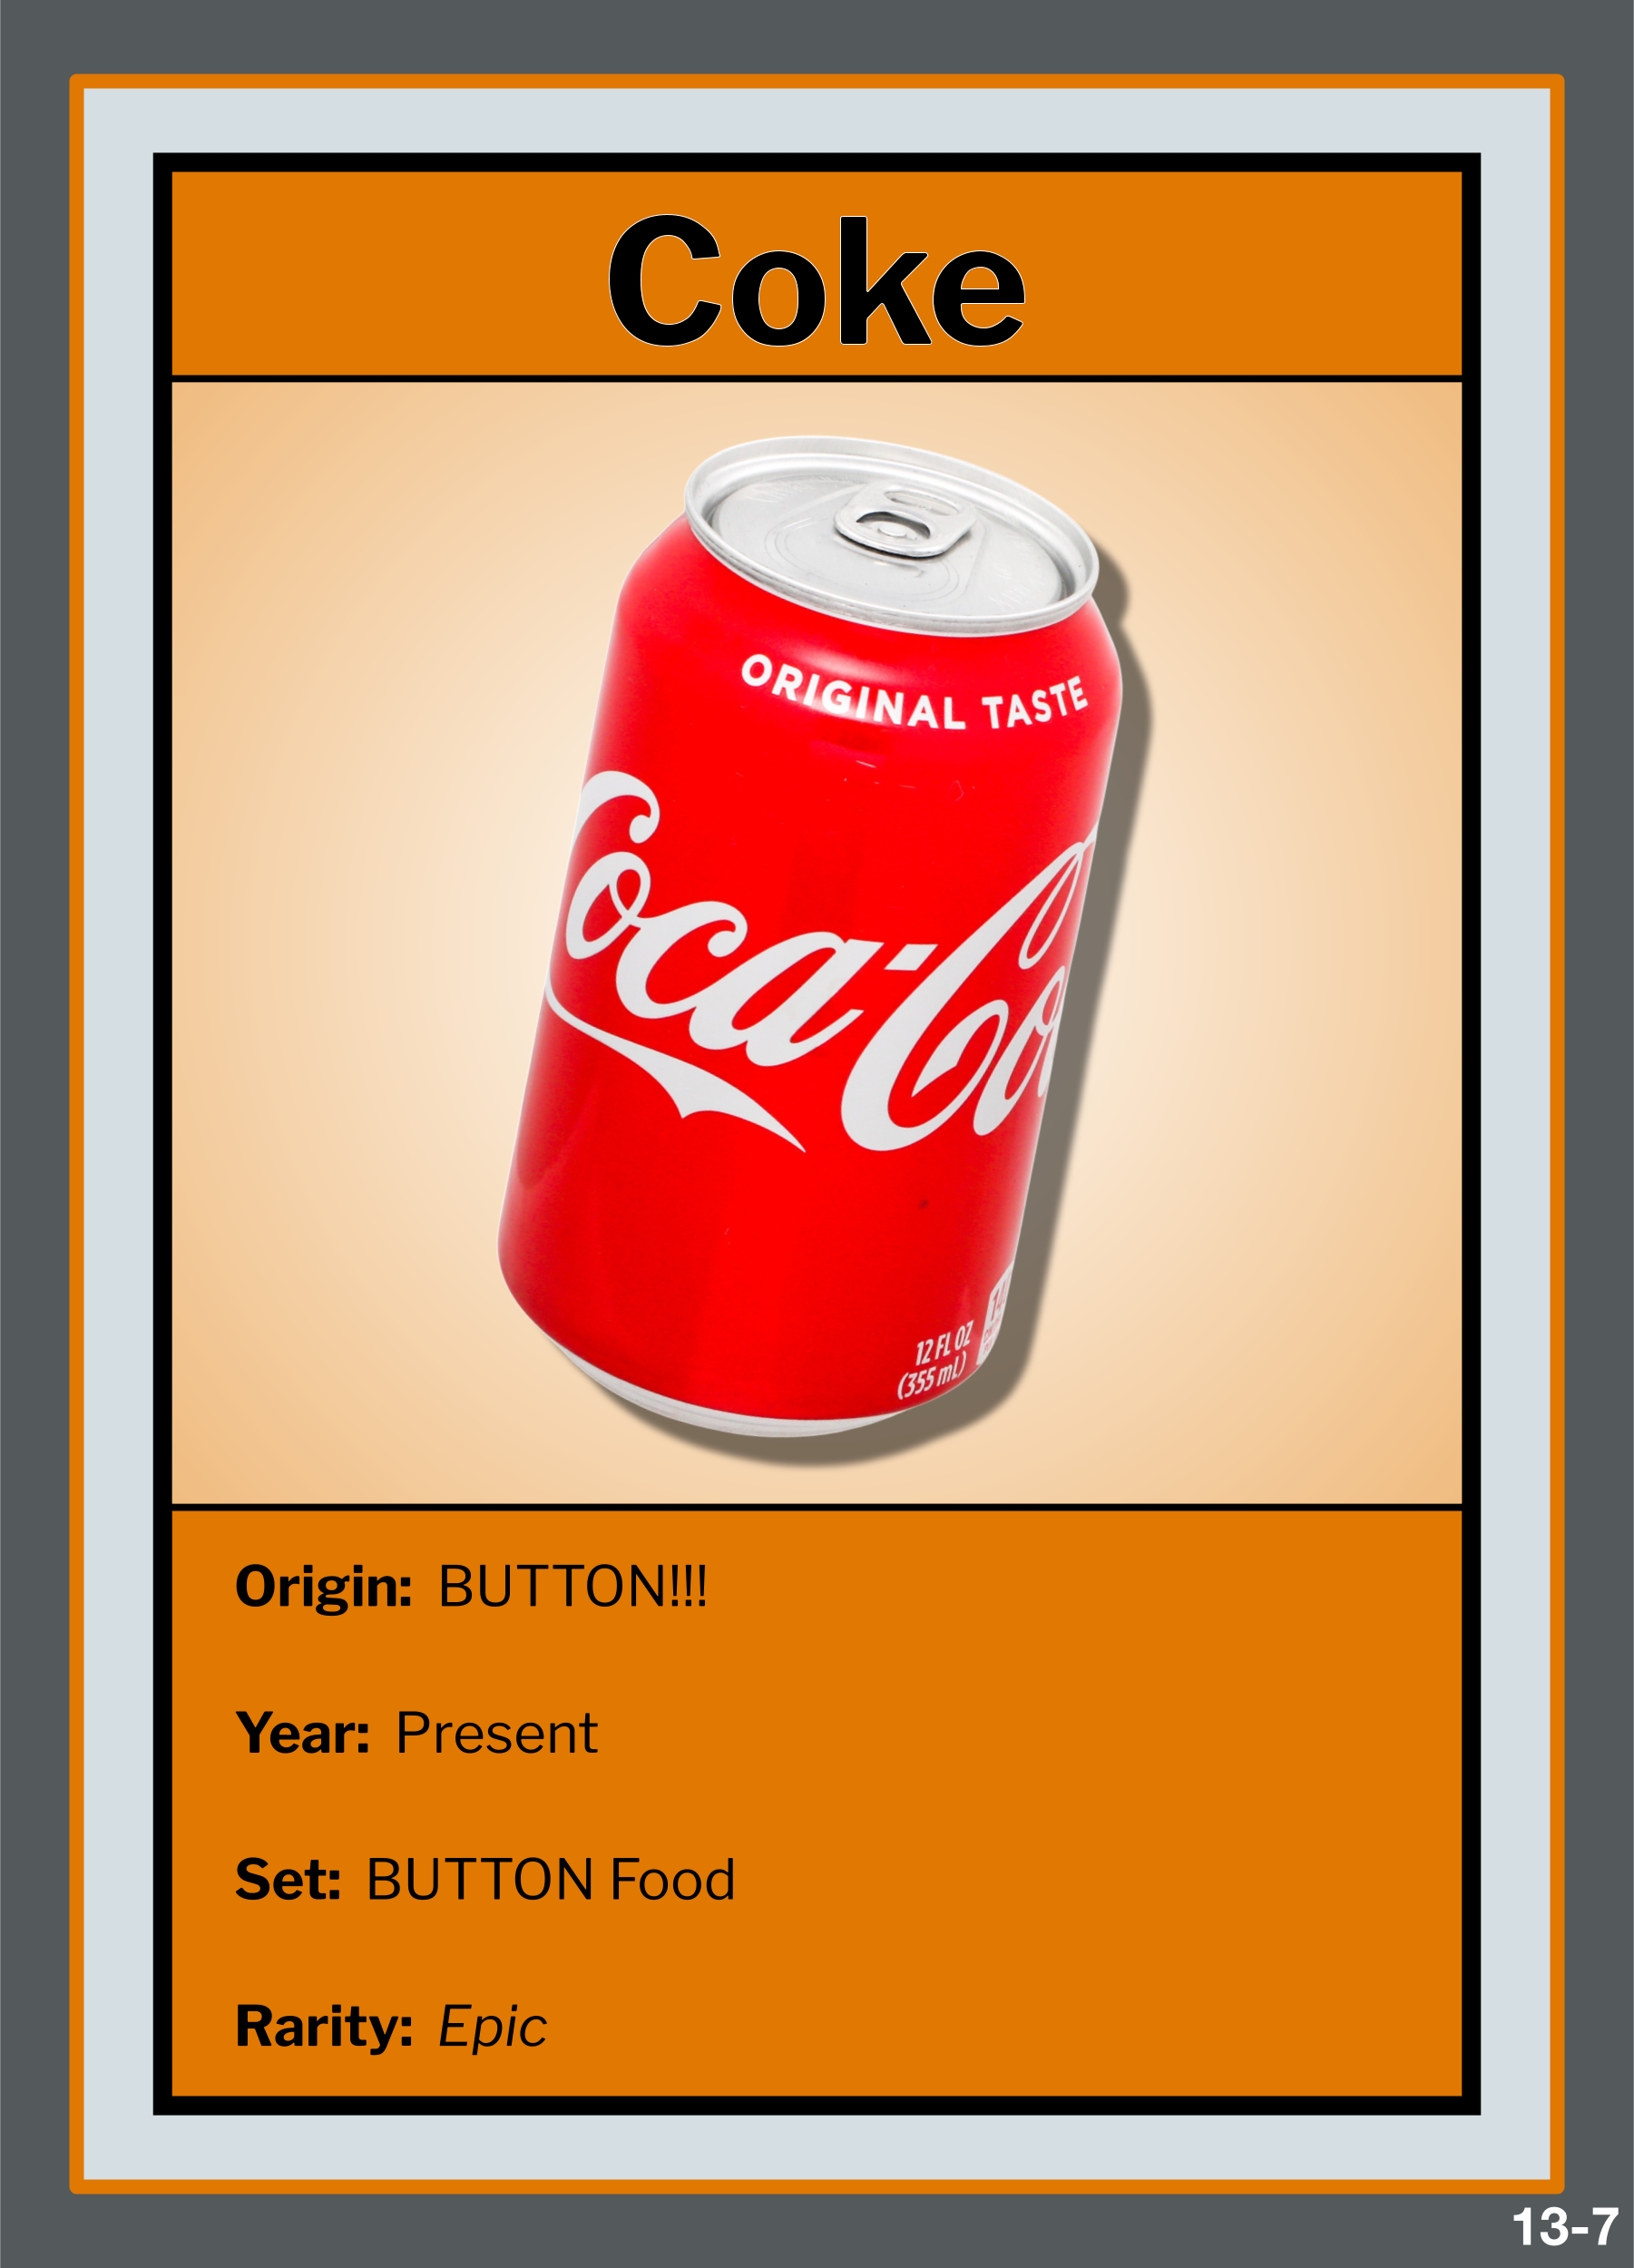 Coke
ORIGINAL TASTE
Coca-Co
12 FL OZ
(355 mL)
Origin: BUTTON!!!
Year: Present
Set: BUTTON Food
Rarity: Epic
13-7